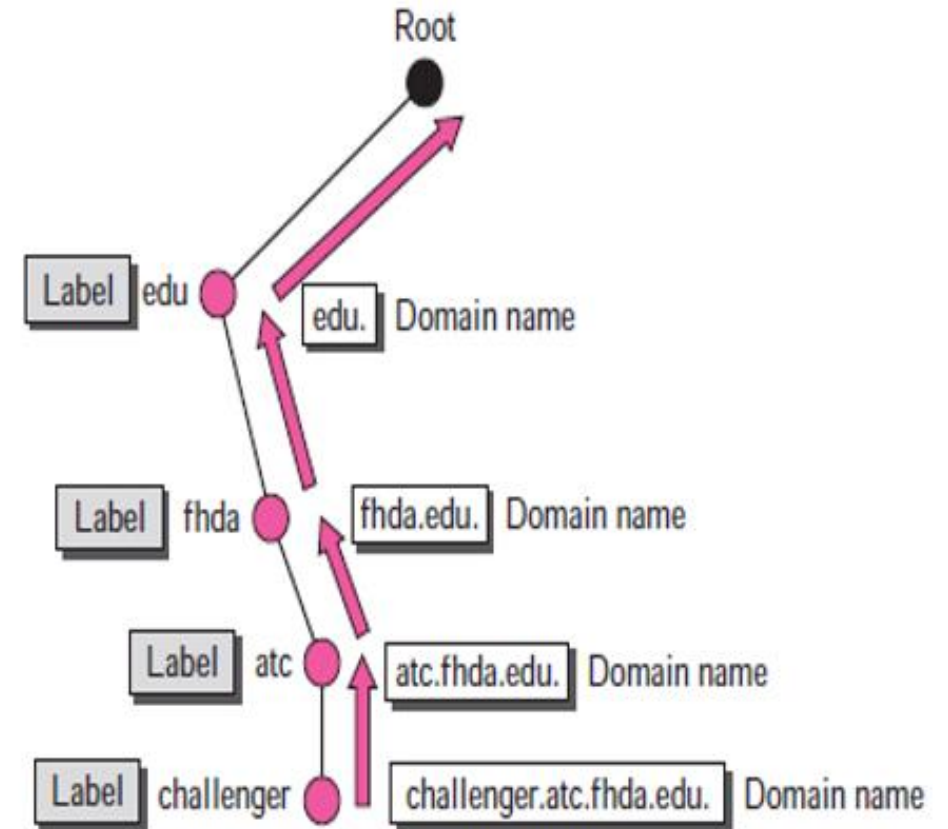 Root
Label edu
edu. Domain name
Label fhda
fhda.edu. Domain name
Label atc
atc.fhda.edu. Domain name
Label challenger
challenger.atc.fhda.edu. Domain name